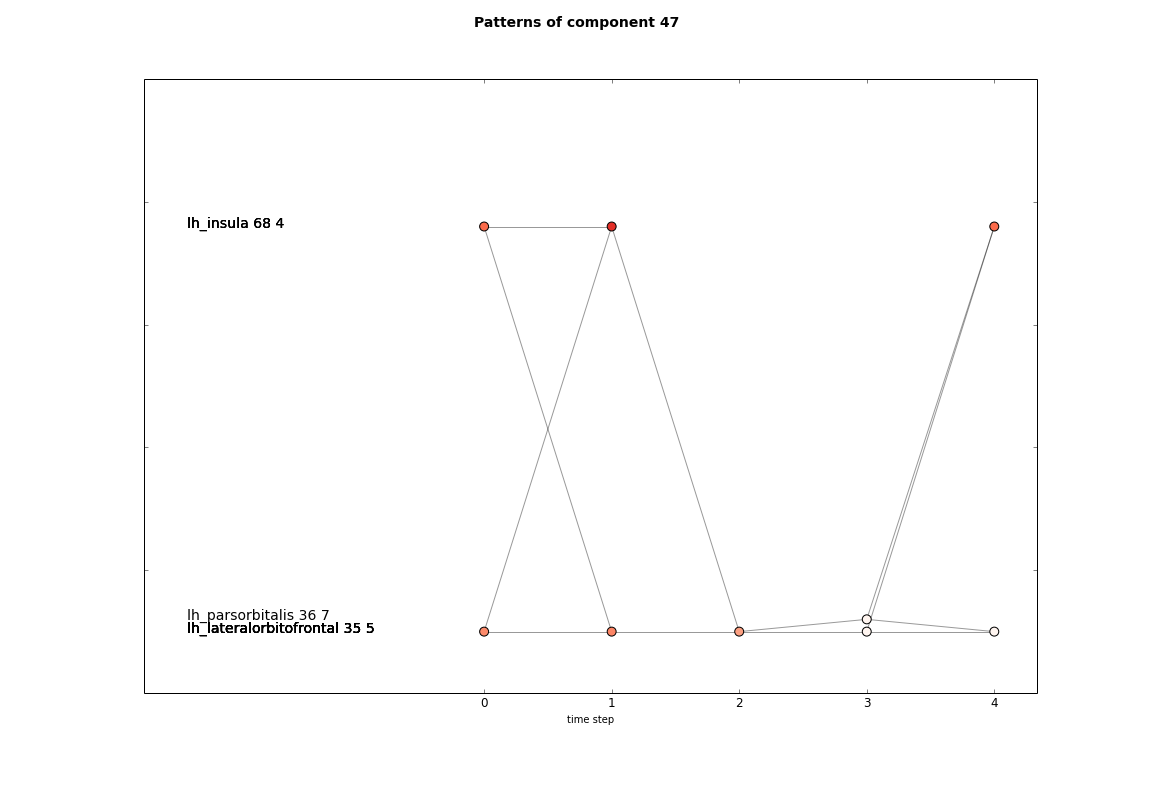 Patterns of component 47
lh_insula 68 4
lh_parsorbitalis 36 7
lh_lateralorbitofrontal 35 5
0 1 2 3 4
time step